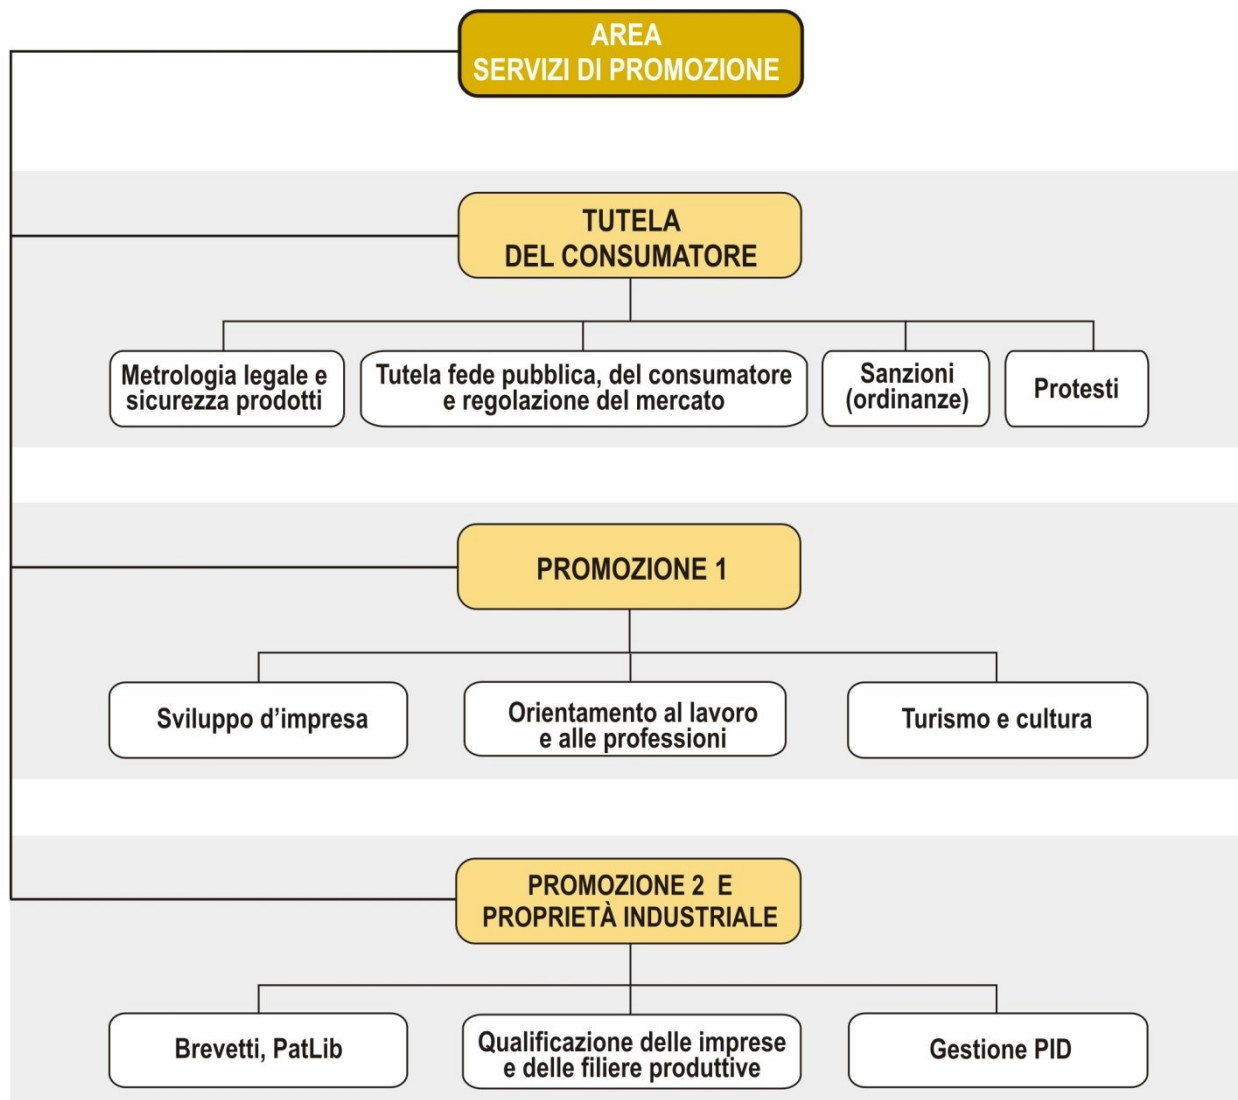 AREA
SERVIZI DI PROMOZIONE
TUTELA
DEL CONSUMATORE
Metrologia legale e
sicurezza prodotti
Tutela fede pubblica, del consumatore
e regolazione del mercato
Sanzioni
(ordinanze)
Protesti
PROMOZIONE 1
Sviluppo d’impresa
Orientamento al lavoro
e alle professioni
Turismo e cultura
PROMOZIONE 2 E
PROPRIETÀ INDUSTRIALE
Brevetti, PatLib
Qualificazione delle imprese
e delle filiere produttive
Gestione PID